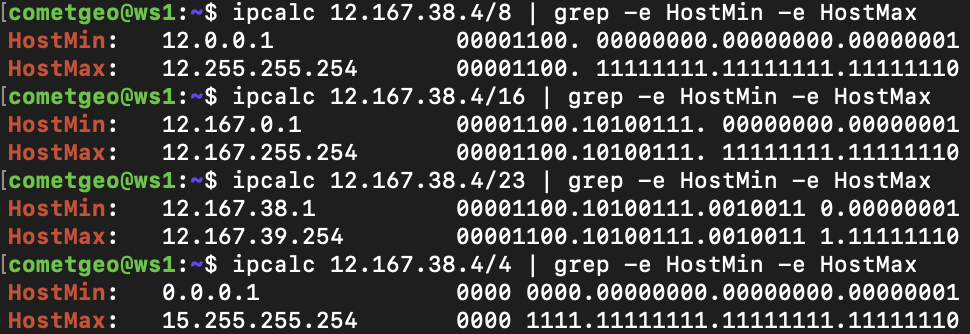 [cometgeo@ws1:~$ ipcalc 12.167.38.4/8 | grep -e HostMin -e HostMax
HostMin:   12.0.0.1             00001100. 00000000.00000000.00000001
HostMax:   12.255.255.254       00001100. 11111111.11111111.11111110
[cometgeo@ws1:~$ ipcalc 12.167.38.4/16 | grep -e HostMin -e HostMax
HostMin:   12.167.0.1           00001100.10100111. 00000000.00000001
HostMax:   12.167.255.254       00001100.10100111. 11111111.11111110
[cometgeo@ws1:~$ ipcalc 12.167.38.4/23 | grep -e HostMin -e HostMax
HostMin:   12.167.38.1          00001100.10100111.0010011 0.00000001
HostMax:   12.167.39.254        00001100.10100111.0010011 1.11111110
[cometgeo@ws1:~$ ipcalc 12.167.38.4/4 | grep -e HostMin -e HostMax
HostMin:   0.0.0.1              0000 0000.00000000.00000000.00000001
HostMax:   15.255.255.254       0000 1111.11111111.11111111.11111110